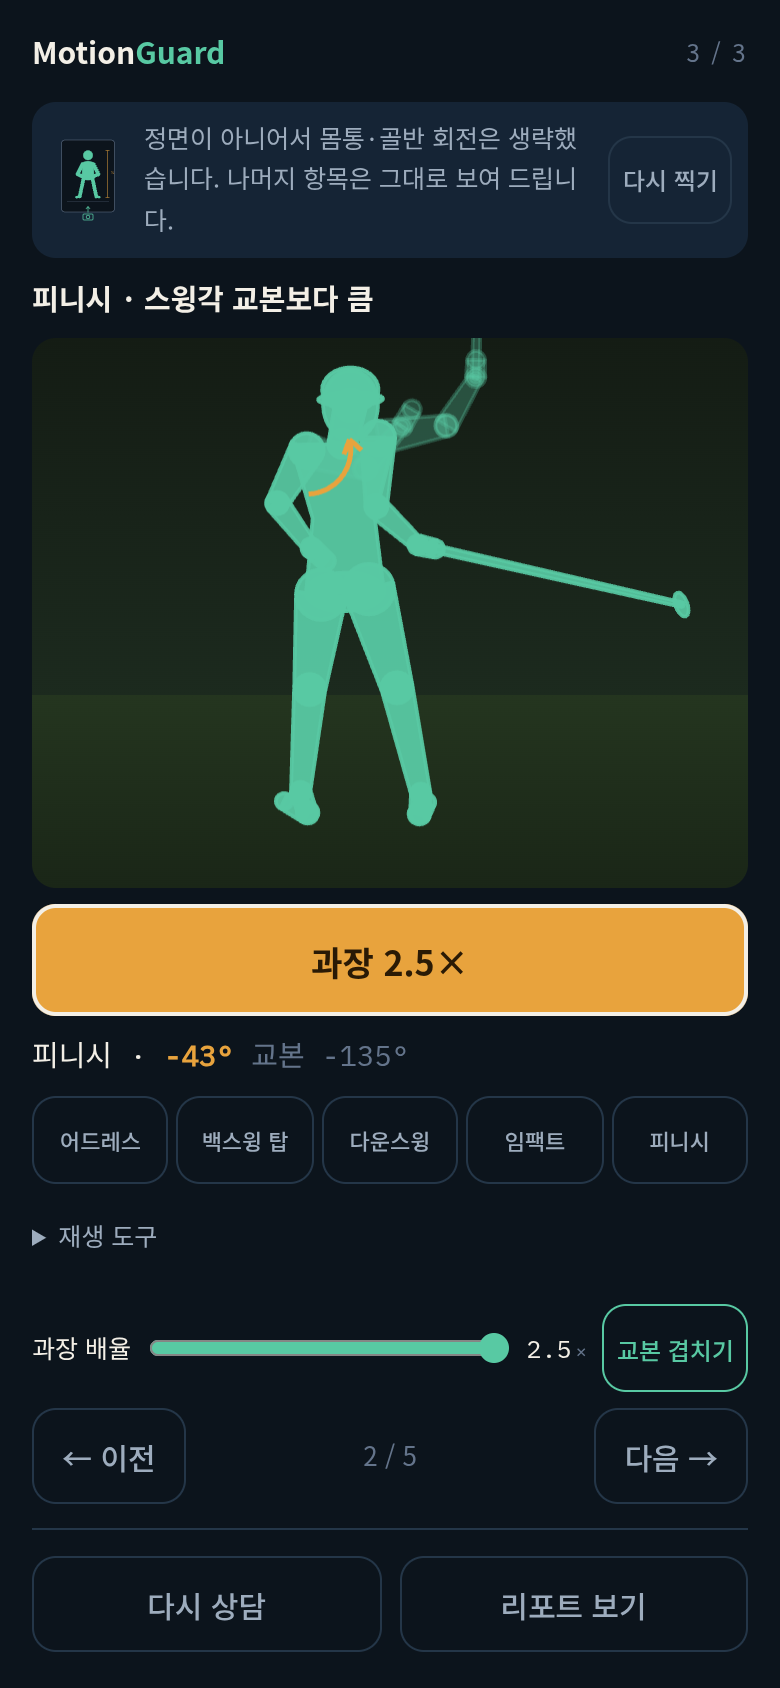 MotionGuard
3 / 3
정면이 아니어서 몸통·골반 회전은 생략했
습니다. 나머지 항목은 그대로 보여 드립니
다.
다시 찍기
피니시 · 스윙각 교본보다 큼
과장 2.5×
피니시 · -43° 교본 -135°
어드레스
백스윙 탑
다운스윙
임팩트
피니시
▶ 재생 도구
과장 배율
2.5×
교본 겹치기
← 이전
2 / 5
다음 →
다시 상담
리포트 보기